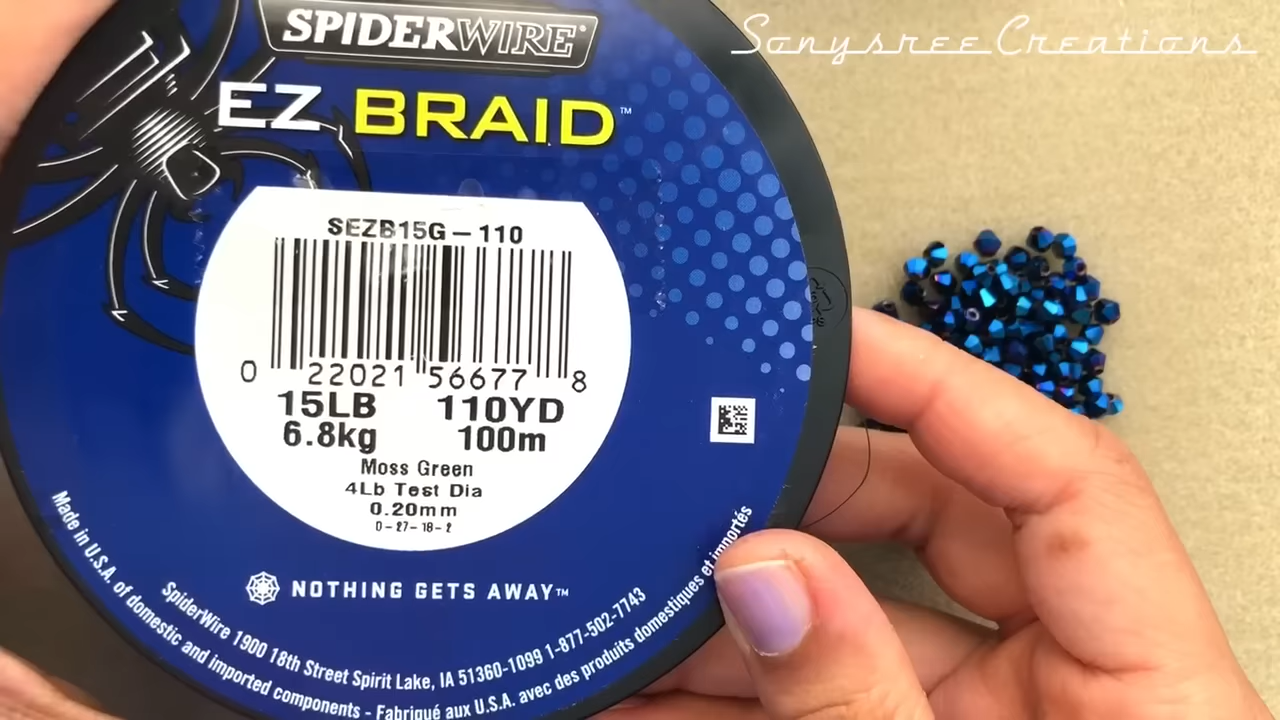 Sonysree Creations
SPIDERWIRE®
EZ BRAID™
SEZB15G-110
0 22021 56677 8
15LB 110YD
6.8kg 100m
Moss Green
4Lb Test Dia
0.20mm
0-27-18-2
NOTHING GETS AWAY™
SpiderWire 1900 18th Street Spirit Lake, IA 51360-1099 1-877-502-7743
Made in U.S.A. of domestic and imported components - Fabriqué aux U.S.A. avec des produits domestiques et importés